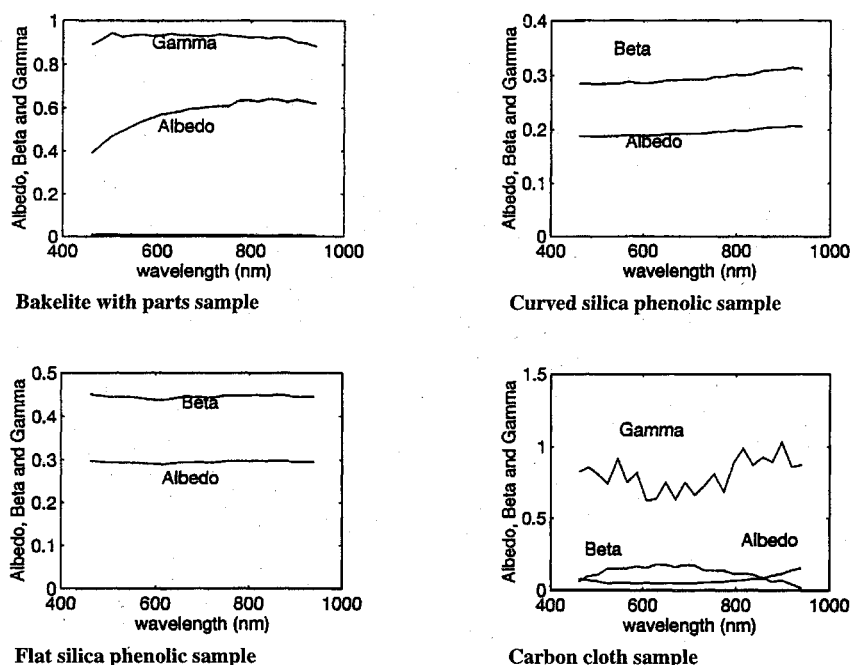 Albedo, Beta and Gamma
1
0.8
0.6
0.4
0.2
0
Gamma
Albedo
400 600 800 1000
wavelength (nm)
Bakelite with parts sample
Albedo, Beta and Gamma
0.4
0.3
0.2
0.1
0
Beta
Albedo
400 600 800 1000
wavelength (nm)
Curved silica phenolic sample
Albedo, Beta and Gamma
0.5
0.4
0.3
0.2
0.1
0
Beta
Albedo
400 600 800 1000
wavelength (nm)
Flat silica phenolic sample
Albedo, Beta and Gamma
1.5
1
0.5
0
Gamma
Beta Albedo
400 600 800 1000
wavelength (nm)
Carbon cloth sample